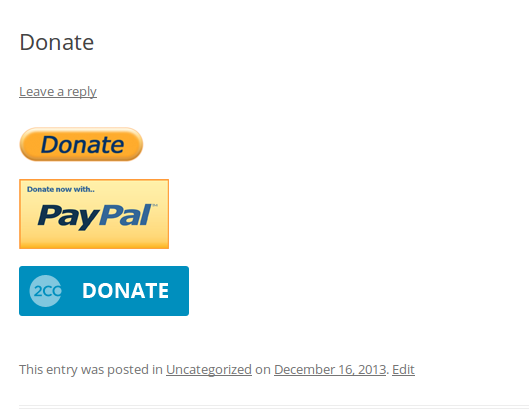 Donate
Leave a reply
Donate
Donate now with..
PayPal™
2CO DONATE
This entry was posted in Uncategorized on December 16, 2013. Edit